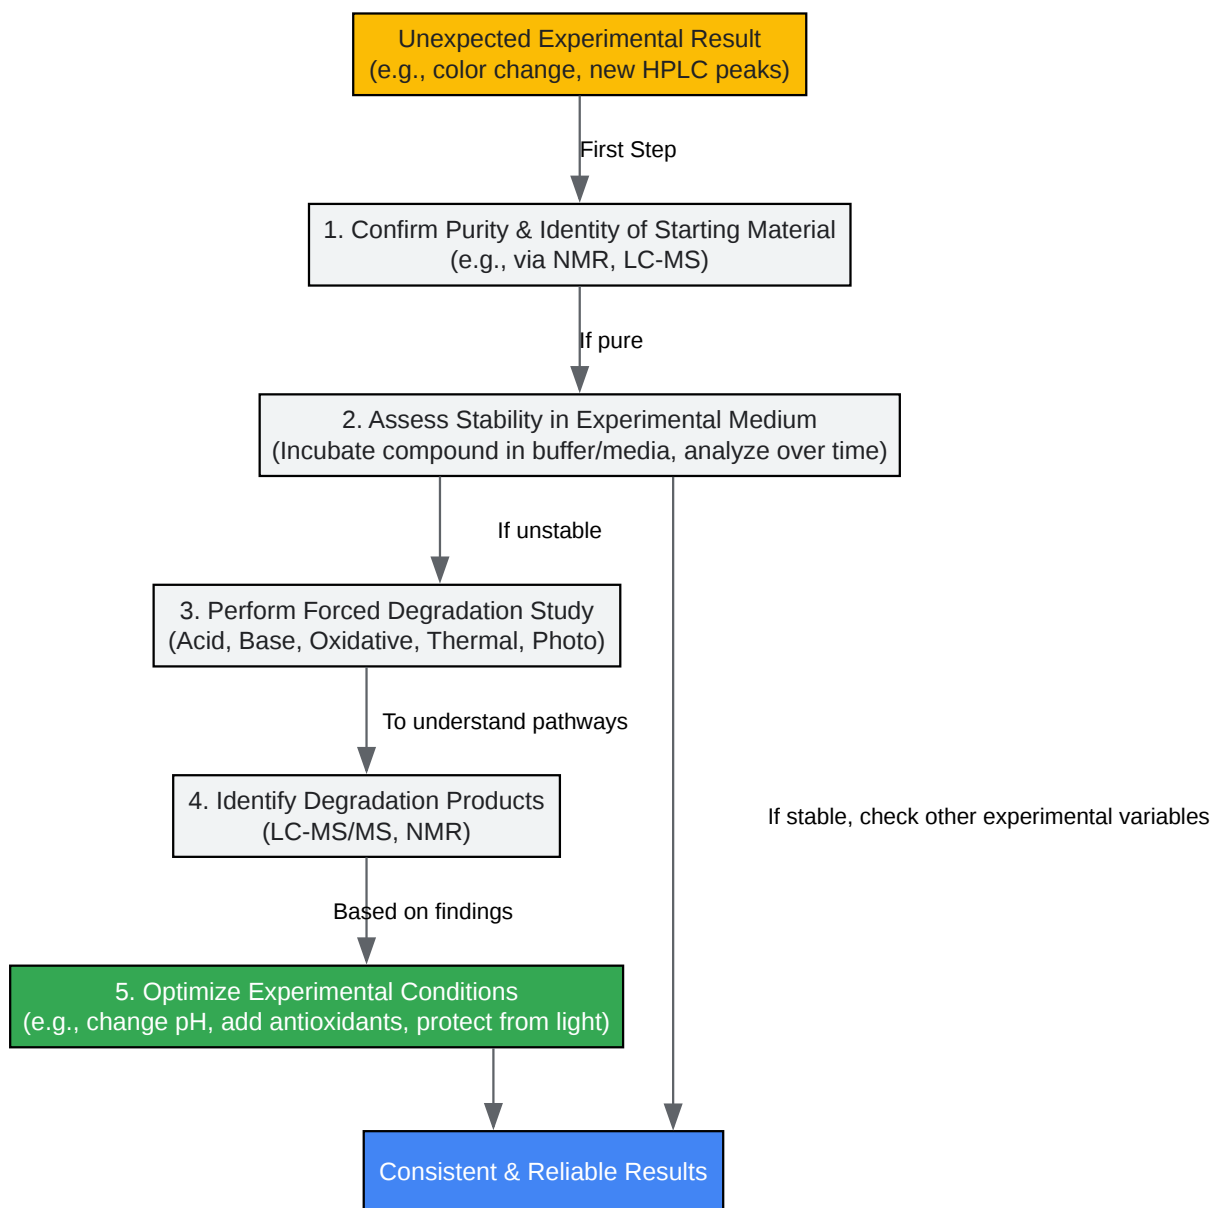 Unexpected Experimental Result
(e.g., color change, new HPLC peaks)
First Step
1. Confirm Purity & Identity of Starting Material
(e.g., via NMR, LC-MS)
If pure
2. Assess Stability in Experimental Medium
(Incubate compound in buffer/media, analyze over time)
If unstable
3. Perform Forced Degradation Study
(Acid, Base, Oxidative, Thermal, Photo)
To understand pathways
4. Identify Degradation Products
(LC-MS/MS, NMR)
If stable, check other experimental variables
Based on findings
5. Optimize Experimental Conditions
(e.g., change pH, add antioxidants, protect from light)
Consistent & Reliable Results